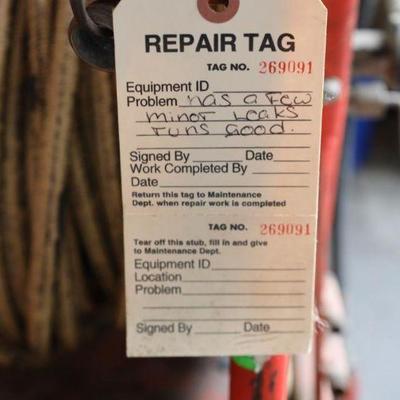 REPAIR TAG
TAG NO. 269091
Equipment ID
Problem has a few
minor leaks
runs good.
Signed By Date
Work Completed By
Date
Return this tag to Maintenance
Dept. when repair work is completed
TAG NO. 269091
Tear off this stub, fill in and give
to Maintenance Dept.
Equipment ID
Location
Problem
Signed By Date